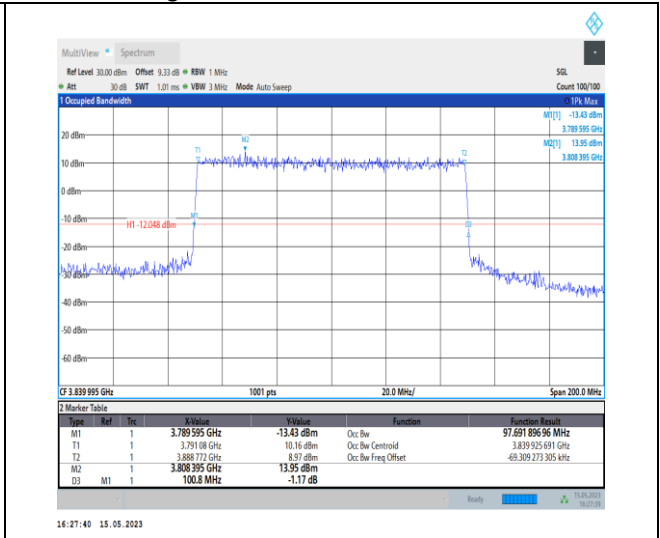 MultiView Spectrum
Ref Level 30.00 dBm Offset 9.33 dB RBW 1 MHz SGL
Att 30 dB SWT 1.01 ms VBW 3 MHz Mode Auto Sweep Count 100/100
1 Occupied Bandwidth 1Pk Max
M1[1] -13.43 dBm
3.789 595 GHz
M2[1] 13.95 dBm
3.808 395 GHz
20 dBm
M2
T1
T2
10 dBm
0 dBm
-10 dBm
M1
H1 -12.048 dBm
D3
-20 dBm
-30 dBm
-40 dBm
-50 dBm
-60 dBm
CF 3.839 995 GHz 1001 pts 20.0 MHz/ Span 200.0 MHz
2 Marker Table
Type Ref Trc X-Value Y-Value Function Function Result
M1 1 3.789 595 GHz -13.43 dBm Occ Bw 97.691 896 96 MHz
T1 1 3.791 08 GHz 10.16 dBm Occ Bw Centroid 3.839 925 691 GHz
T2 1 3.888 772 GHz 8.97 dBm Occ Bw Freq Offset -69.309 273 305 kHz
M2 1 3.808 395 GHz 13.95 dBm
D3 M1 1 100.8 MHz -1.17 dB
Ready 15.05.2023
16:27:39
16:27:40 15.05.2023